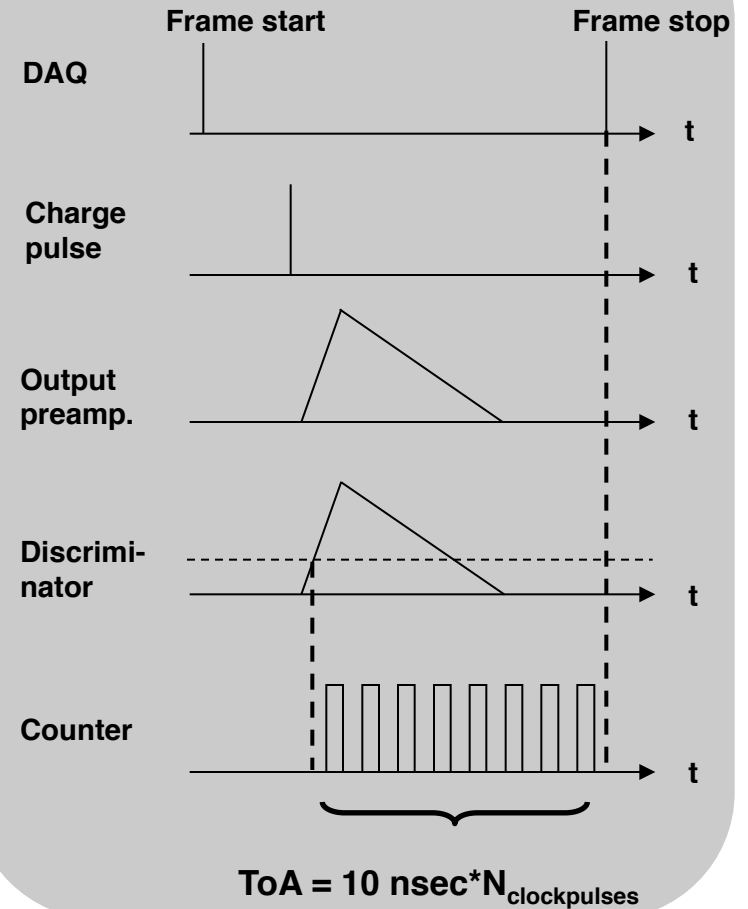 Frame start
Frame stop
DAQ
t
Charge
pulse
t
Output
preamp.
t
Discrimi-
nator
t
Counter
t
ToA = 10 nsec*Nclockpulses